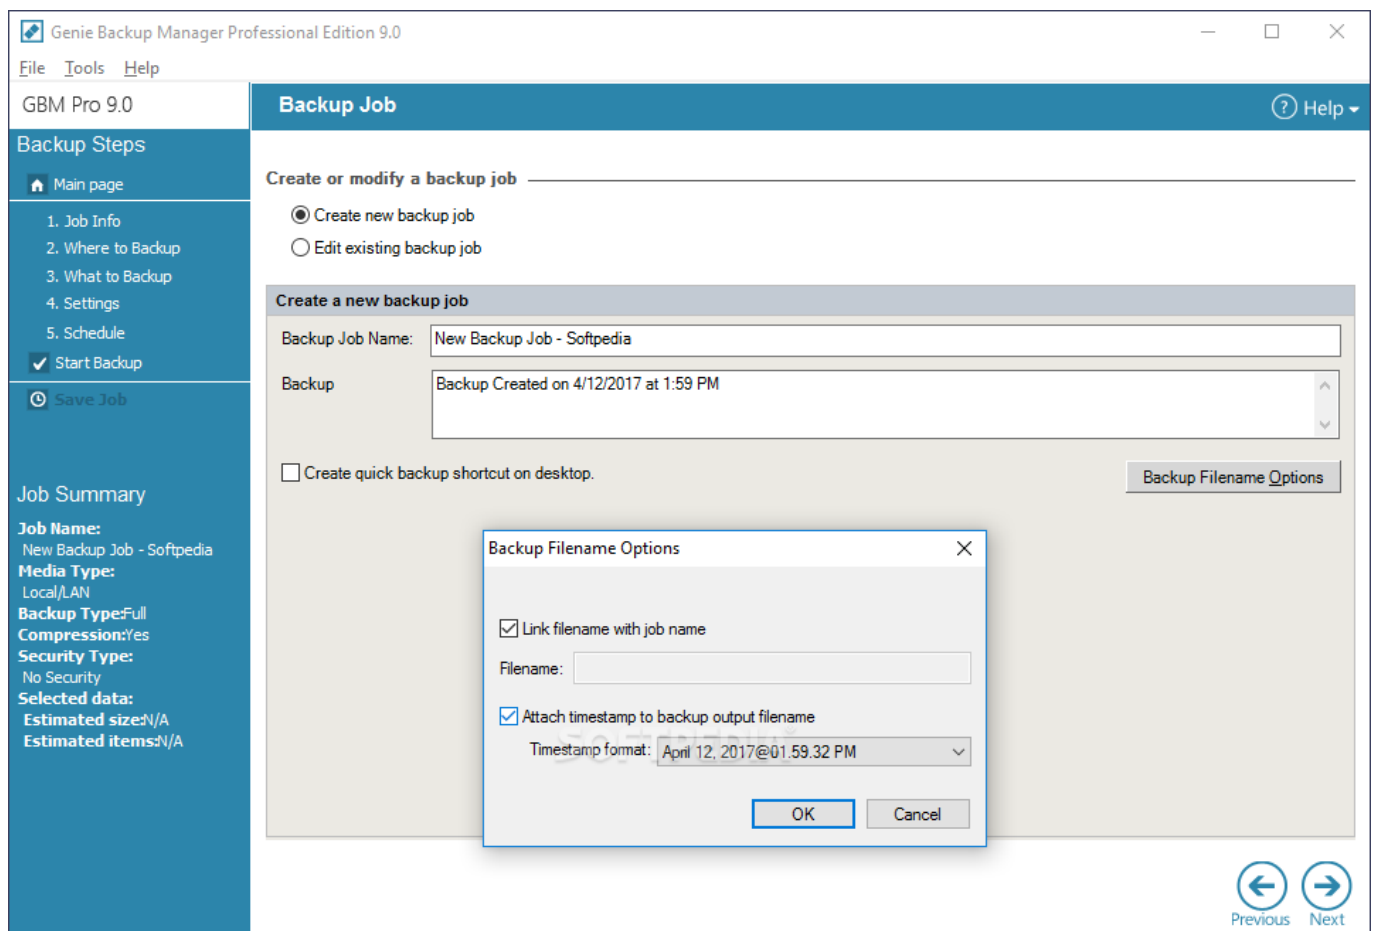 Genie Backup Manager Professional Edition 9.0
File Tools Help
GBM Pro 9.0
Backup Job
Help
Backup Steps
Main page
1. Job Info
2. Where to Backup
3. What to Backup
4. Settings
5. Schedule
Start Backup
Save Job
Job Summary
Job Name:
New Backup Job - Softpedia
Media Type:
Local/LAN
Backup Type:Full
Compression:Yes
Security Type:
No Security
Selected data:
Estimated size:N/A
Estimated items:N/A
Create or modify a backup job
Create new backup job
Edit existing backup job
Create a new backup job
Backup Job Name: New Backup Job - Softpedia
Backup Backup Created on 4/12/2017 at 1:59 PM
Create quick backup shortcut on desktop.
Backup Filename Options
Backup Filename Options
Link filename with job name
Filename:
Attach timestamp to backup output filename
SOFTPEDIA
Timestamp format: April 12, 2017@01.59.32 PM
OK Cancel
Previous Next